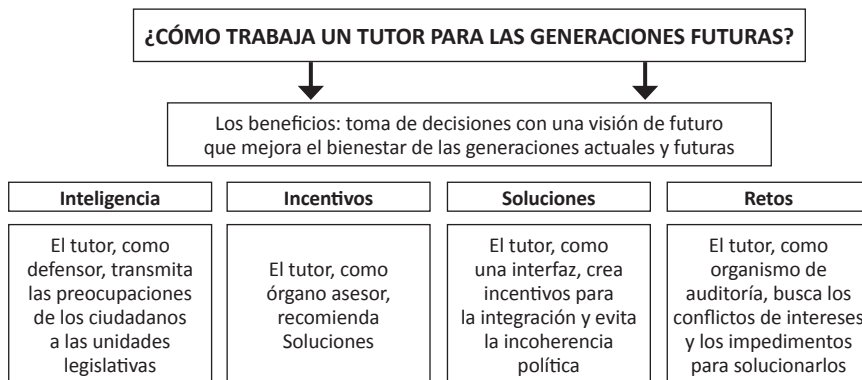 ¿CÓMO TRABAJA UN TUTOR PARA LAS GENERACIONES FUTURAS?
Los beneficios: toma de decisiones con una visión de futuro
que mejora el bienestar de las generaciones actuales y futuras
Inteligencia
El tutor, como
defensor, transmita
las preocupaciones
de los ciudadanos
a las unidades
legislativas
Incentivos
El tutor, como
órgano asesor,
recomienda
Soluciones
Soluciones
El tutor, como
una interfaz, crea
incentivos para
la integración y evita
la incoherencia
política
Retos
El tutor, como
organismo de
auditoría, busca los
conflictos de intereses
y los impedimentos
para solucionarlos